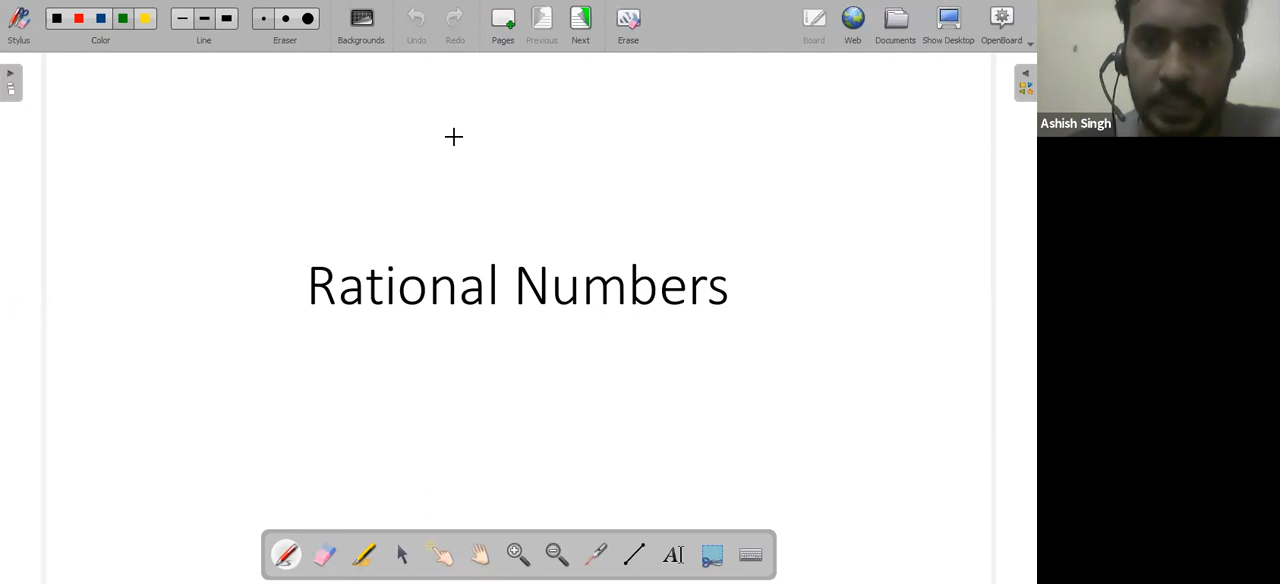 Stylus
Color
Line
Eraser
Backgrounds
Undo
Redo
Pages
Previous
Next
Erase
Board
Web
Documents
Show Desktop
OpenBoard
Ashish Singh
Rational Numbers
A